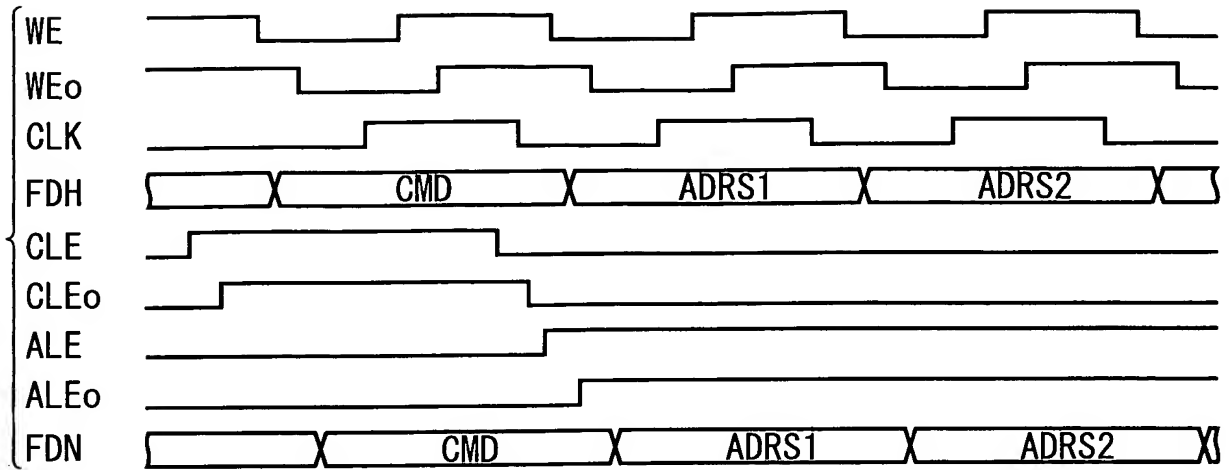 WE
WEo
CLK
FDH CMD ADRS1 ADRS2
CLE
CLEo
ALE
ALEo
FDN CMD ADRS1 ADRS2